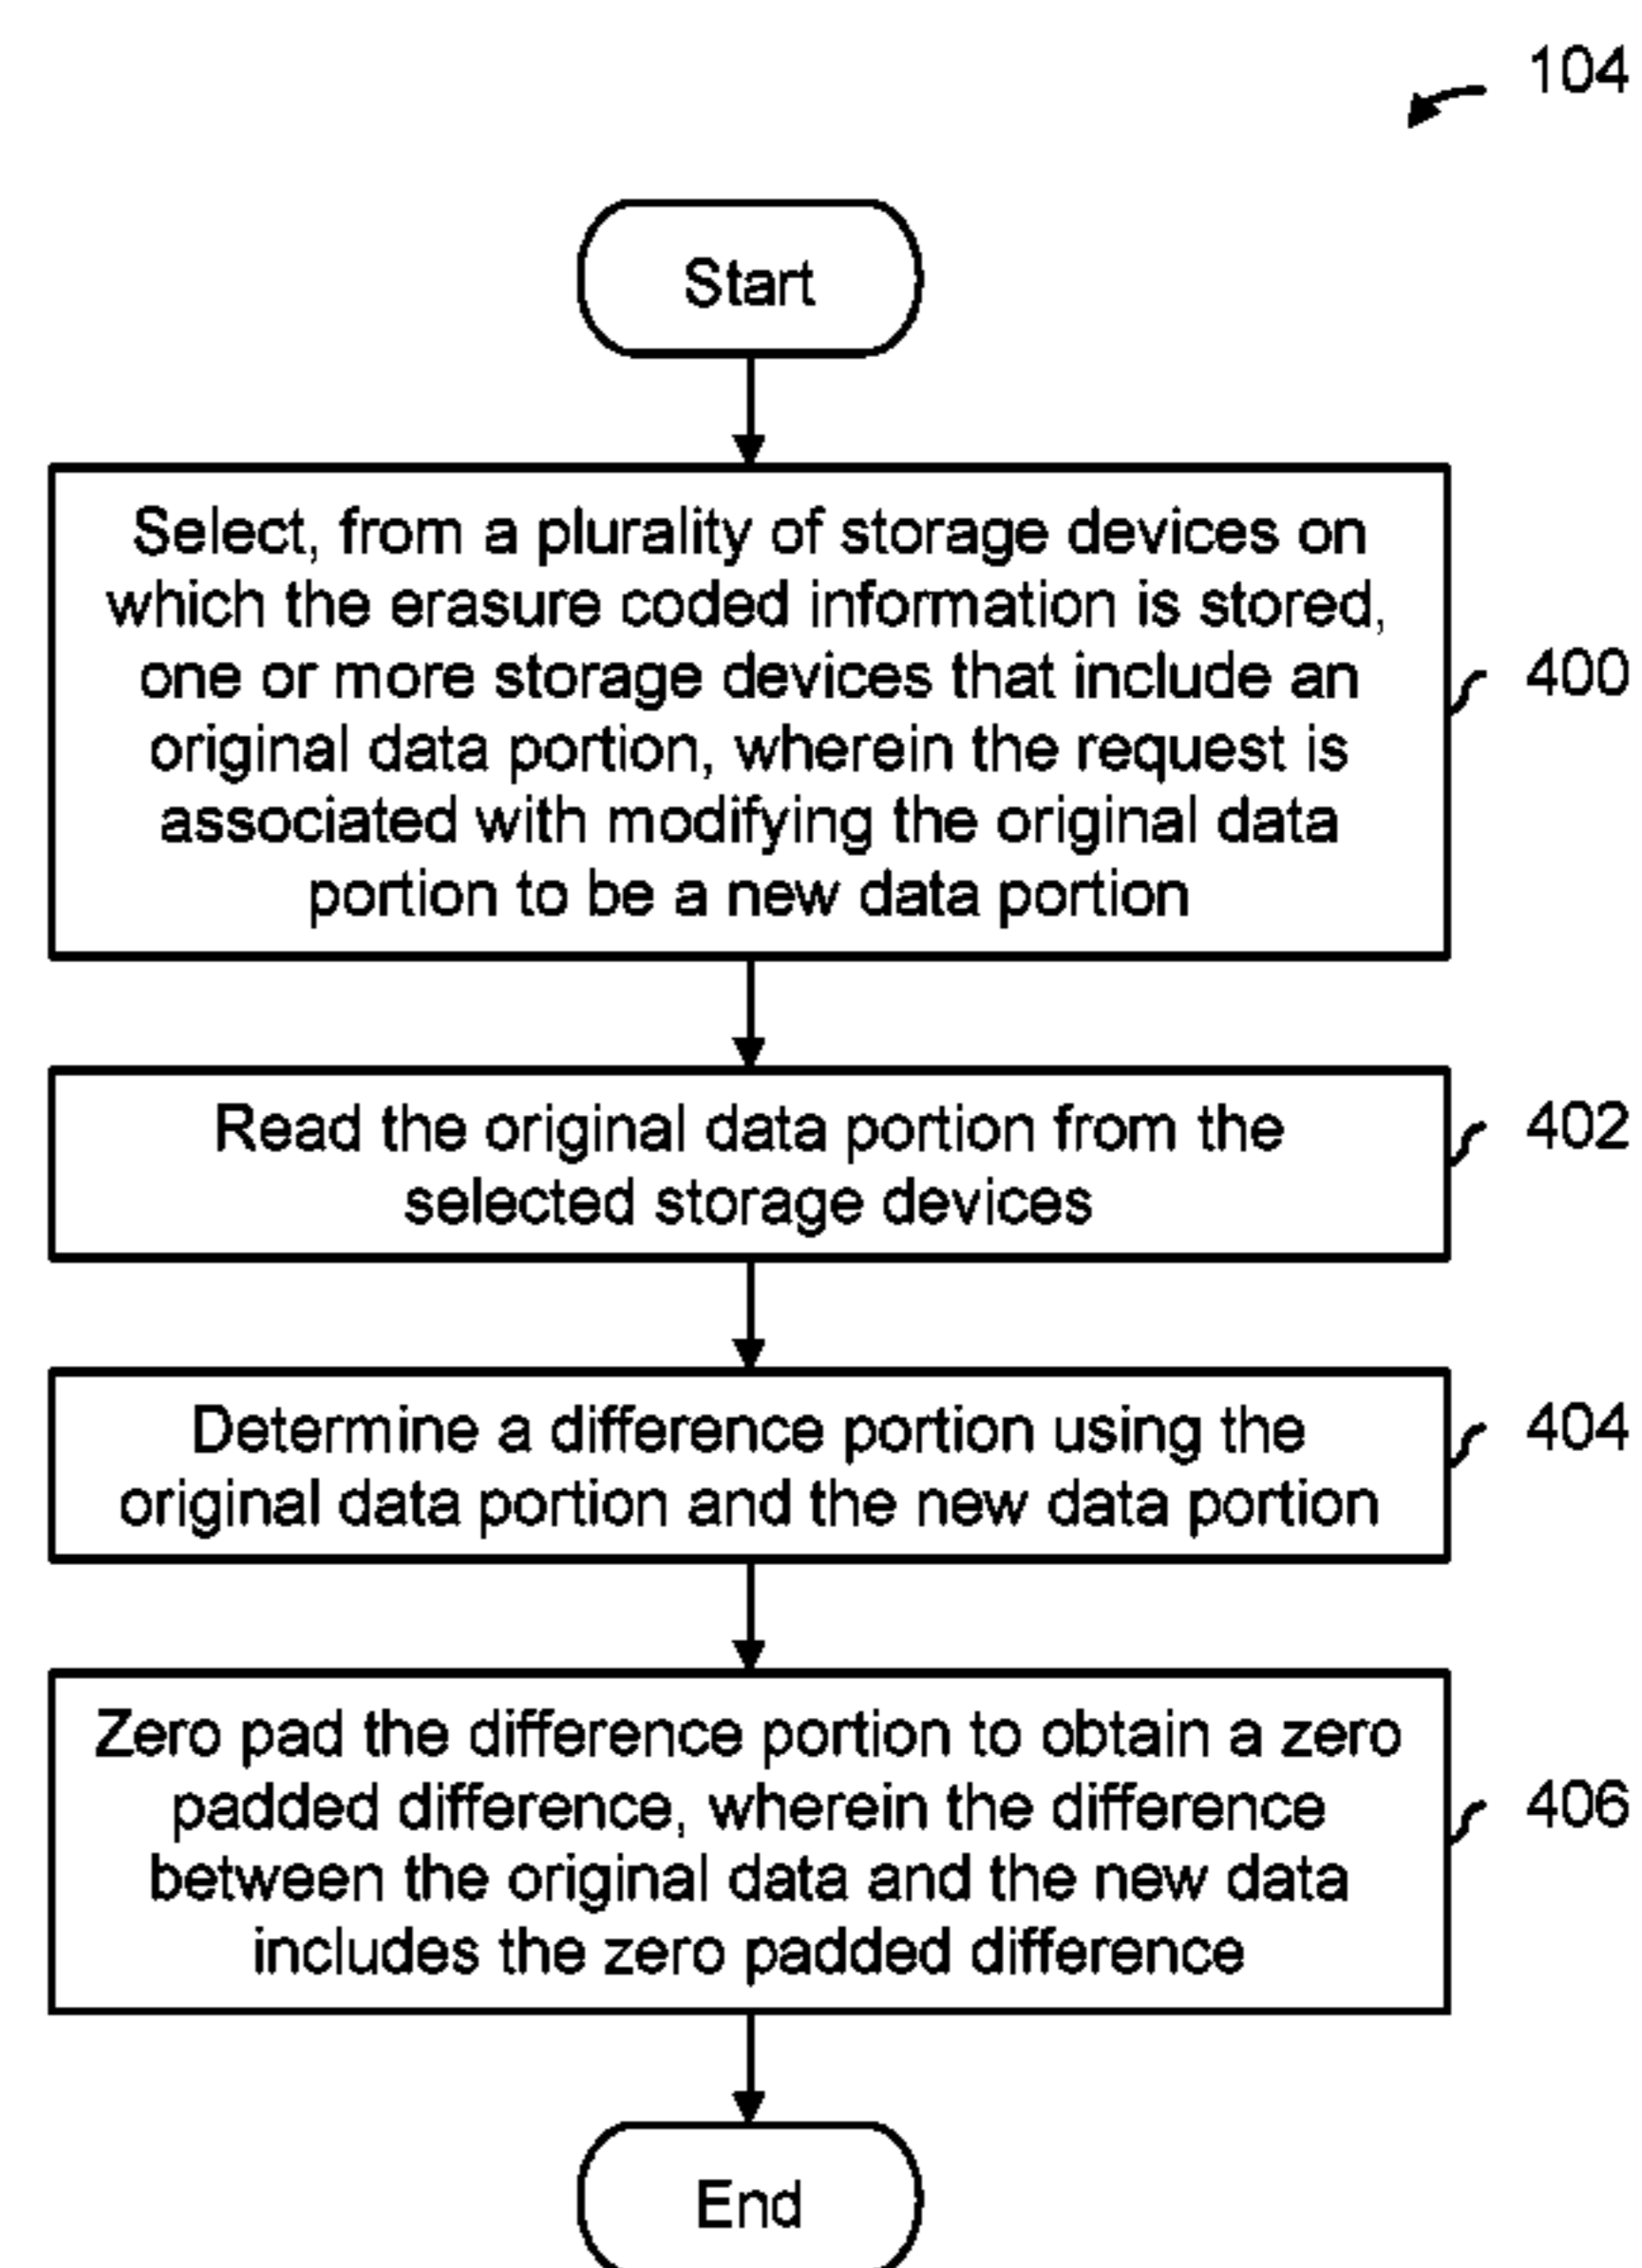 104
Start
Select, from a plurality of storage devices on
which the erasure coded information is stored,
one or more storage devices that include an
original data portion, wherein the request is
associated with modifying the original data
portion to be a new data portion
400
Read the original data portion from the
selected storage devices
402
Determine a difference portion using the
original data portion and the new data portion
404
Zero pad the difference portion to obtain a zero
padded difference, wherein the difference
between the original data and the new data
includes the zero padded difference
406
End